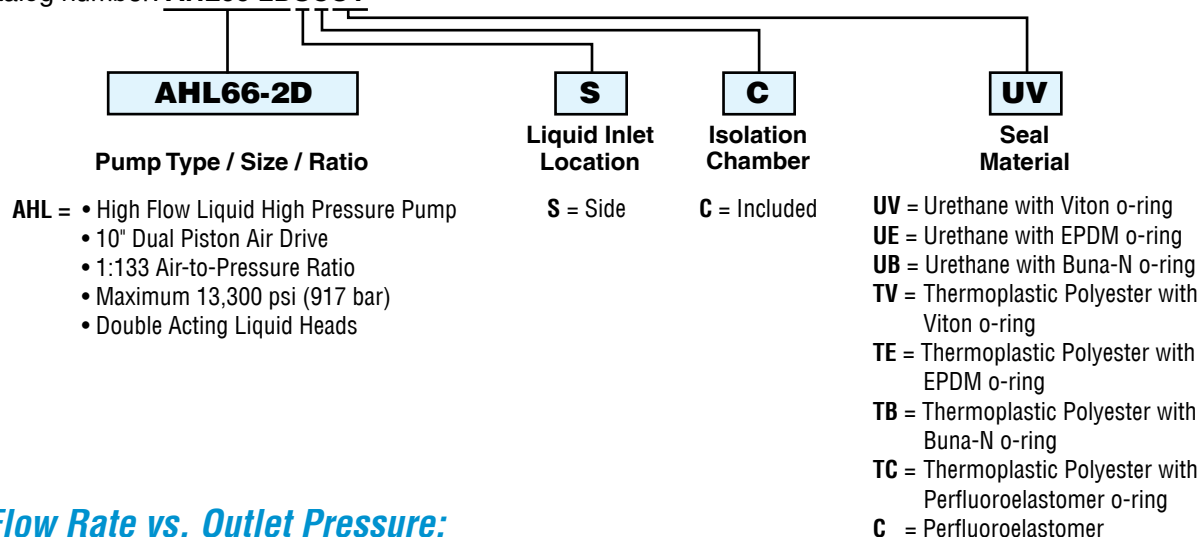 AHL66-2D
S
C
UV
Pump Type / Size / Ratio
Liquid Inlet
Location
Isolation
Chamber
Seal
Material
AHL = • High Flow Liquid High Pressure Pump
• 10" Dual Piston Air Drive
• 1:133 Air-to-Pressure Ratio
• Maximum 13,300 psi (917 bar)
• Double Acting Liquid Heads
S = Side
C = Included
UV = Urethane with Viton o-ring
UE = Urethane with EPDM o-ring
UB = Urethane with Buna-N o-ring
TV = Thermoplastic Polyester with
Viton o-ring
TE = Thermoplastic Polyester with
EPDM o-ring
TB = Thermoplastic Polyester with
Buna-N o-ring
TC = Thermoplastic Polyester with
Perfluoroelastomer o-ring
C = Perfluoroelastomer
Flow Rate vs. Outlet Pressure: